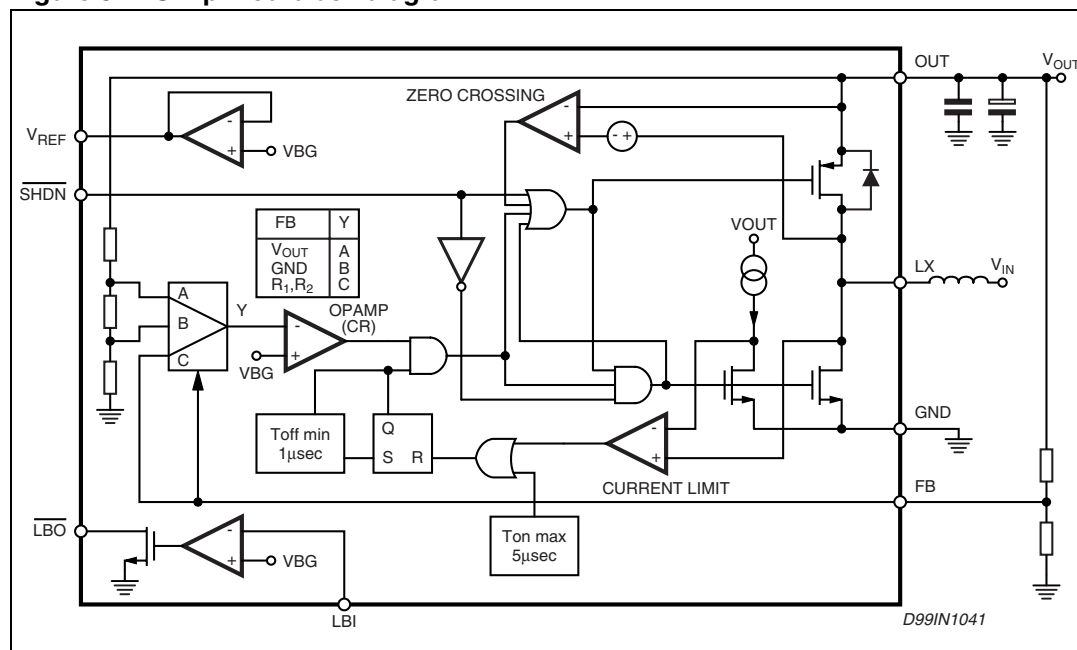 OUT
VOUT
ZERO CROSSING
-
+
- +
VREF
-
+
VBG
SHDN
FB Y
VOUT A
GND B
R1,R2 C
VOUT
LX
VIN
A
B
C
Y
OPAMP
(CR)
-
+
VBG
Toff min
1μsec
Q
S R
-
+
CURRENT LIMIT
GND
FB
Ton max
5μsec
LBO
-
+
VBG
LBI
D99IN1041